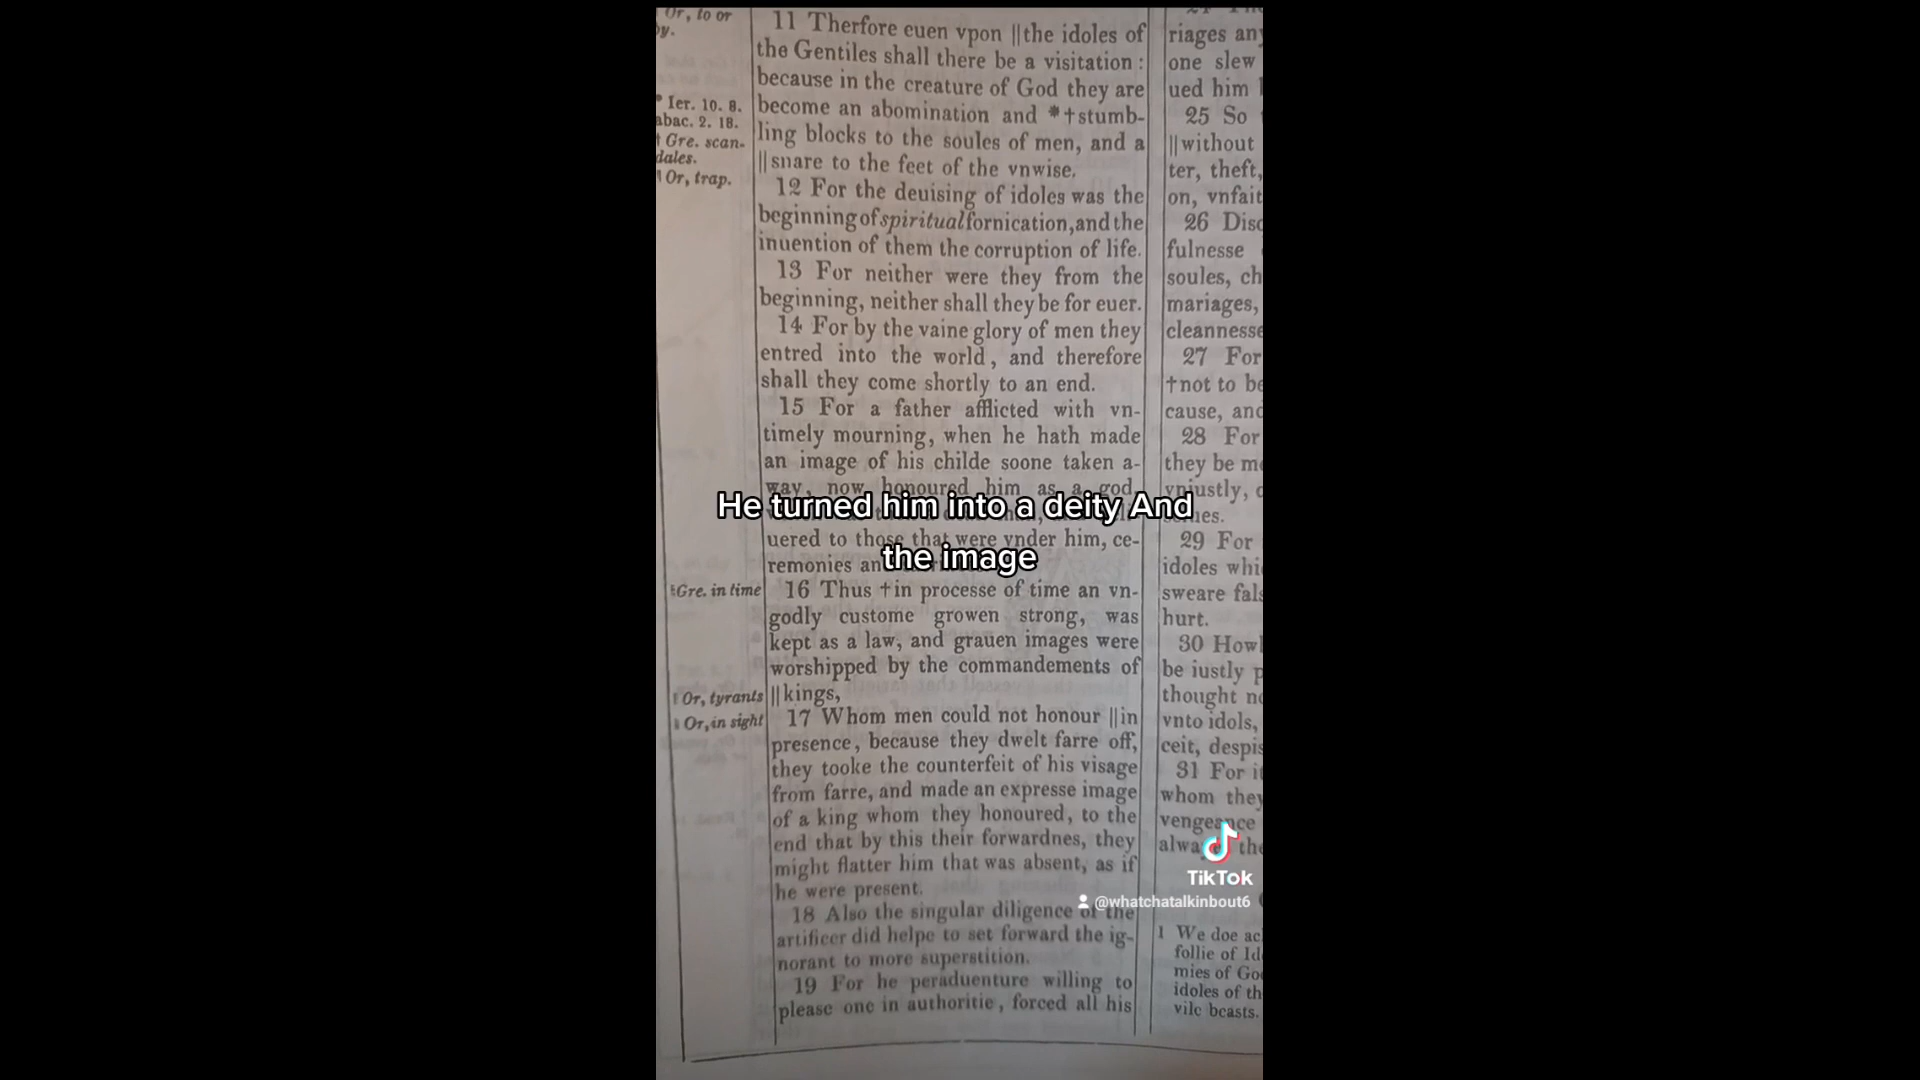 Or, to or
by.
* Ier. 10. 8.
abac. 2. 18.
† Gre. scan-
dales.
Or, trap.
‡Gre. in time
Or, tyrants
Or, in sight
11 Therfore euen vpon ||the idoles of
the Gentiles shall there be a visitation :
because in the creature of God they are
become an abomination and *†stumb-
ling blocks to the soules of men, and a
||snare to the feet of the vnwise.
12 For the deuising of idoles was the
beginning of spiritual fornication, and the
inuention of them the corruption of life.
13 For neither were they from the
beginning, neither shall they be for euer.
14 For by the vaine glory of men they
entred into the world, and therefore
shall they come shortly to an end.
15 For a father afflicted with vn-
timely mourning, when he hath made
an image of his childe soone taken a-
way, now honoured him as a god,
He turned him into a deity And
the image
uered to those that were vnder him, ce-
remonies
16 Thus †in processe of time an vn-
godly custome growen strong, was
kept as a law, and grauen images were
worshipped by the commandements of
||kings,
17 Whom men could not honour ||in
presence, because they dwelt farre off,
they tooke the counterfeit of his visage
from farre, and made an expresse image
of a king whom they honoured, to the
end that by this their forwardnes, they
might flatter him that was absent, as if
he were present.
18 Also the singular diligence of the
artificer did helpe to set forward the ig-
norant to more superstition.
19 For he peraduenture willing to
please one in authoritie, forced all his
riages any
one slew
ued him
25 So
||without
ter, theft,
on, vnfait
26 Diso
fulnesse
soules, ch
mariages,
cleannesse
27 For
†not to be
cause, and
28 For
they be m
vniustly, o
29 For
idoles whi
sweare fals
hurt.
30 How
be iustly p
thought no
vnto idols,
ceit, despis
31 For it
whom they
vengeance
alwa the
TikTok
@whatchatalkinbout6
1 We doe ac
follie of Id
mies of Go
idoles of th
vile beasts.